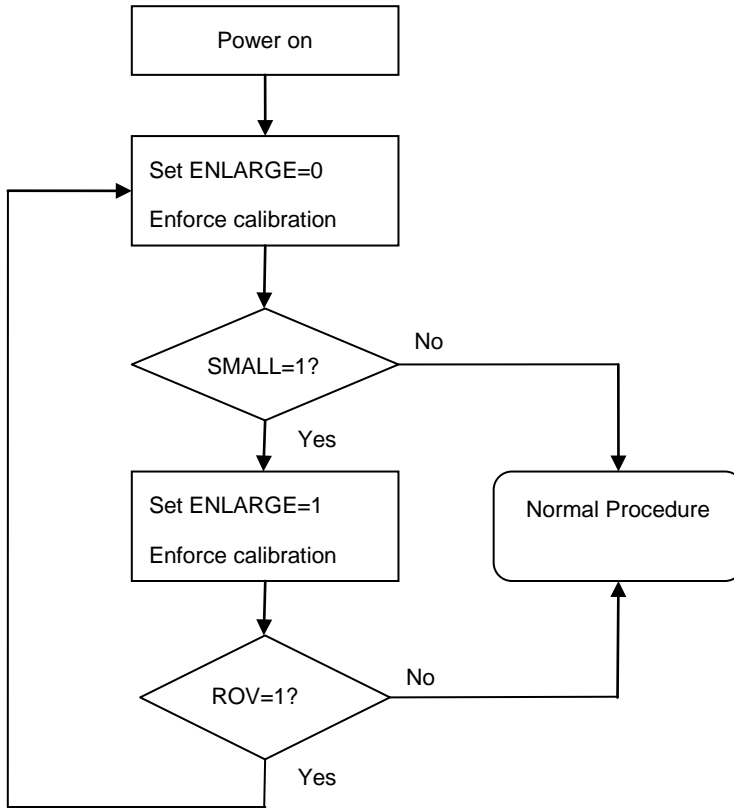 Power on
Set ENLARGE=0
Enforce calibration
SMALL=1?
No
Yes
Set ENLARGE=1
Enforce calibration
Normal Procedure
ROV=1?
No
Yes